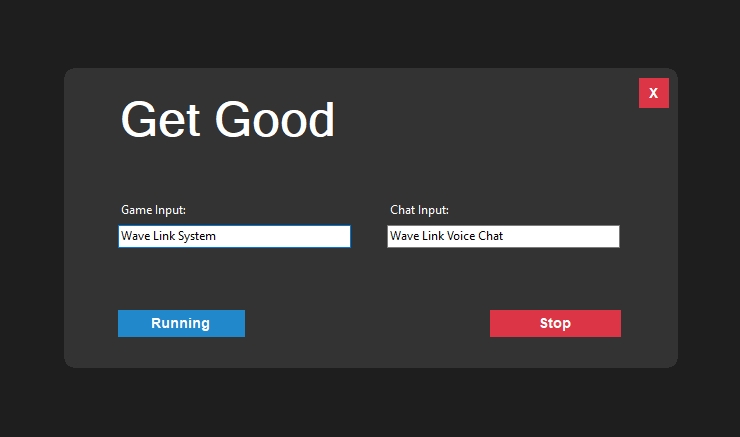 X
Get Good
Game Input:
Chat Input:
Wave Link System
Wave Link Voice Chat
Running
Stop